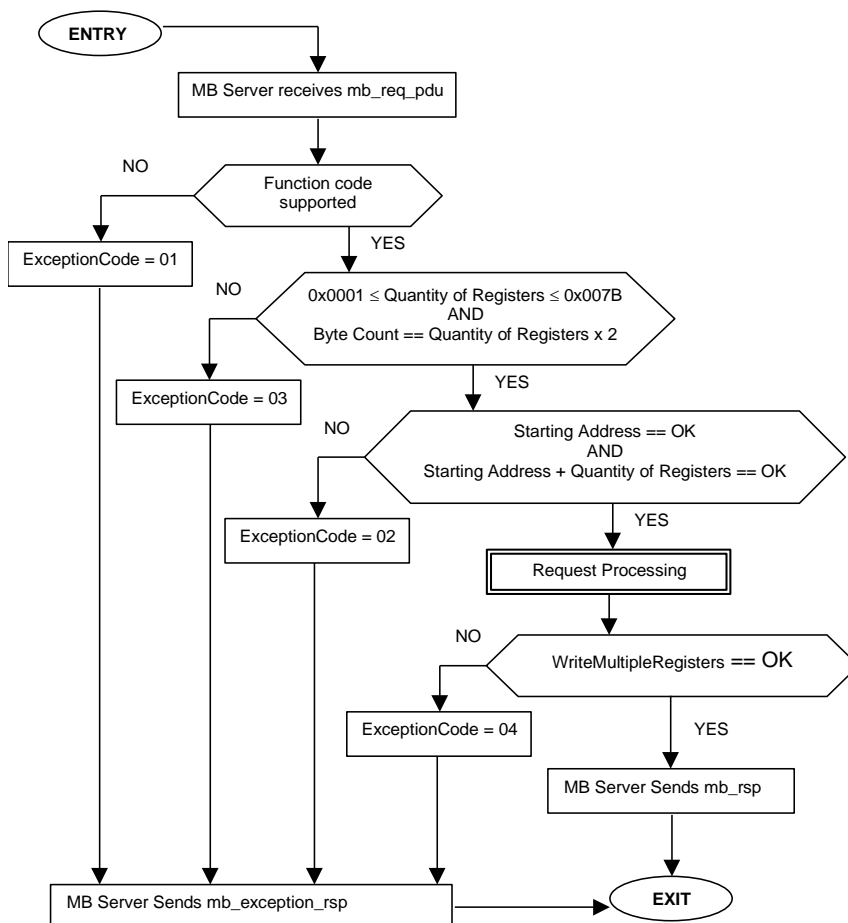 ENTRY
MB Server receives mb_req_pdu
NO
Function code
supported
YES
ExceptionCode = 01
NO
0x0001 ≤ Quantity of Registers ≤ 0x007B
AND
Byte Count == Quantity of Registers x 2
YES
ExceptionCode = 03
NO
Starting Address == OK
AND
Starting Address + Quantity of Registers == OK
YES
ExceptionCode = 02
Request Processing
NO
WriteMultipleRegisters == OK
YES
ExceptionCode = 04
MB Server Sends mb_rsp
MB Server Sends mb_exception_rsp
EXIT